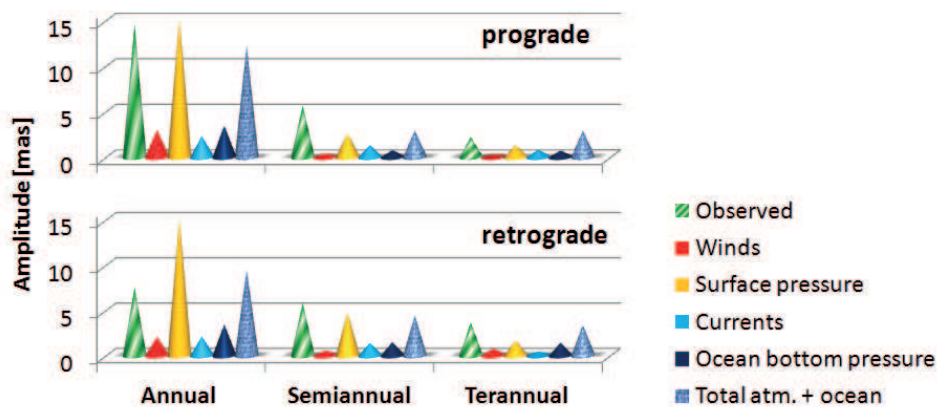 15
prograde
10
5
0
Amplitude [mas]
15
retrograde
10
5
0
Annual
Semiannual
Terannual
Observed
Winds
Surface pressure
Currents
Ocean bottom pressure
Total atm. + ocean